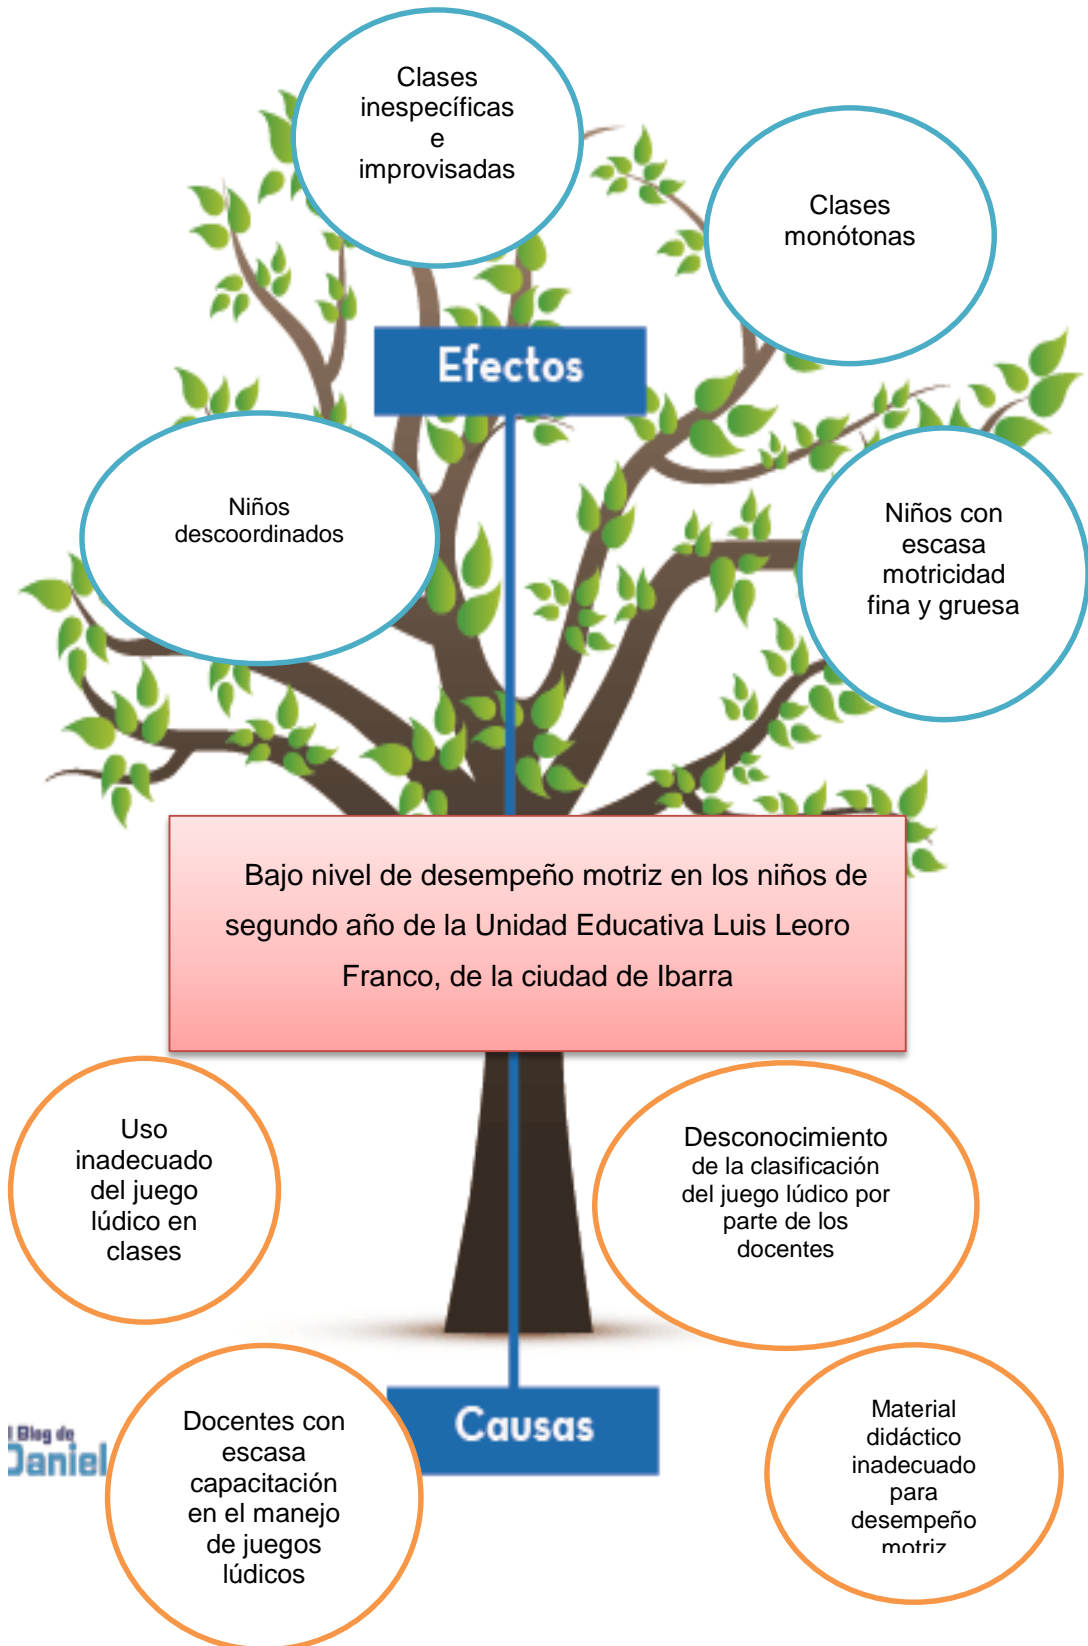 Clases
inespecíficas
e
improvisadas
Clases
monótonas
Efectos
Niños
descoordinados
Niños con
escasa
motricidad
fina y gruesa
Bajo nivel de desempeño motriz en los niños de
segundo año de la Unidad Educativa Luis Leoro
Franco, de la ciudad de Ibarra
Uso
inadecuado
del juego
lúdico en
clases
Desconocimiento
de la clasificación
del juego lúdico por
parte de los
docentes
Causas
l Blog de
Daniel
Docentes con
escasa
capacitación
en el manejo
de juegos
lúdicos
Material
didáctico
inadecuado
para
desempeño
motriz